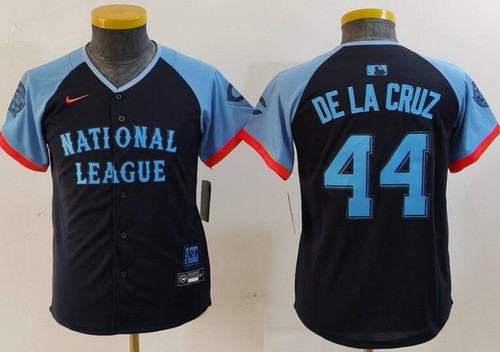 NATIONAL
LEAGUE
ASG
DE LA CRUZ
44